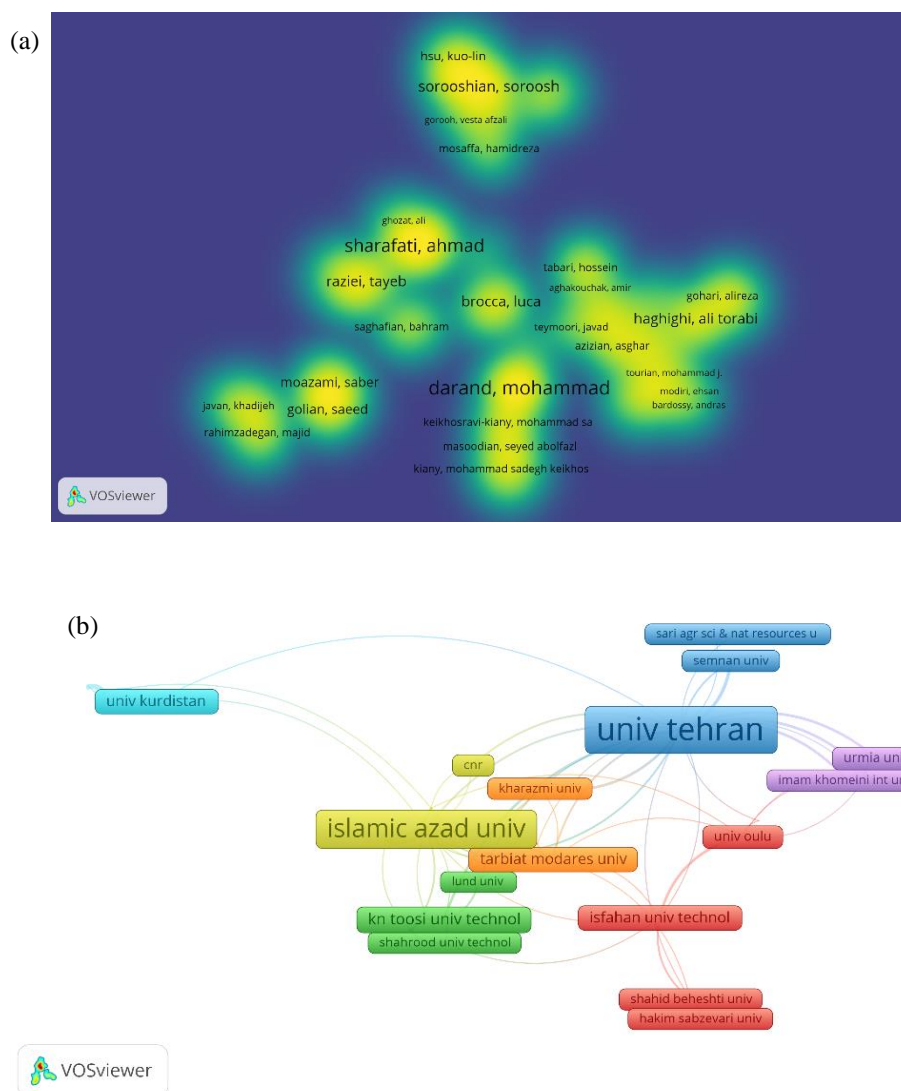 (a)
hsu, kuo-lin
sorooshian, soroosh
gorooh, vesta afzali
mosaffa, hamidreza
ghozat, ali
sharafati, ahmad
raziei, tayeb
tabari, hossein
aghakouchak, amir
gohari, alireza
brocca, luca
haghighi, ali torabi
saghafian, bahram
teymoori, javad
azizian, asghar
tourian, mohammad j.
moazami, saber
darand, mohammad
modiri, ehsan
javan, khadijeh
golian, saeed
bardossy, andras
keikhosravi-kiany, mohammad sa
rahimzadegan, majid
masoodian, seyed abolfazl
kiany, mohammad sadegh keikhos
VOSviewer
(b)
sari agr sci & nat resources u
semnan univ
univ kurdistan
univ tehran
urmia un
cnr
imam khomeini int u
kharazmi univ
islamic azad univ
univ oulu
tarbiat modares univ
lund univ
kn toosi univ technol
isfahan univ technol
shahrood univ technol
shahid beheshti univ
hakim sabzevari univ
VOSviewer